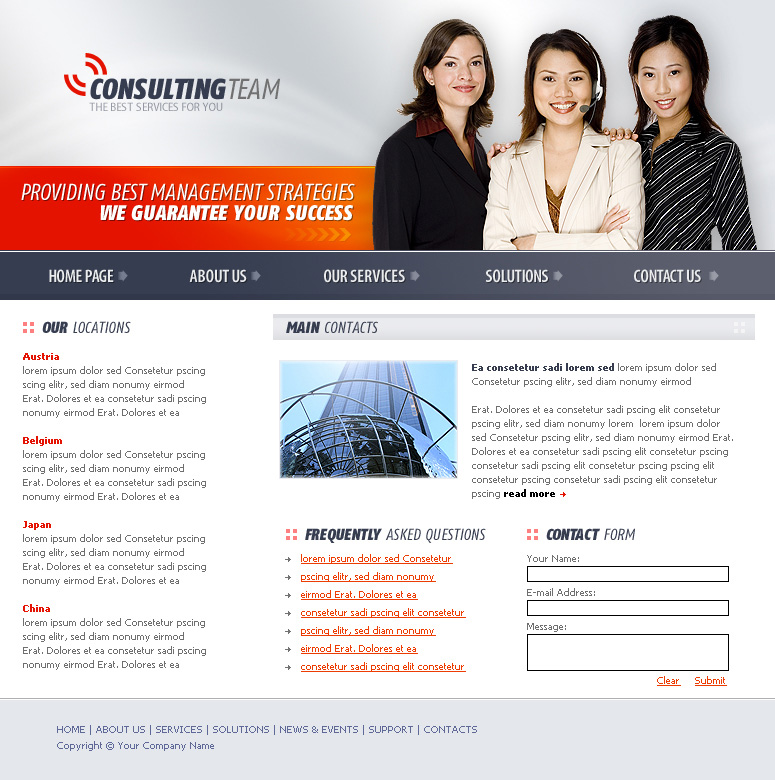 CONSULTING TEAM
THE BEST SERVICES FOR YOU
PROVIDING BEST MANAGEMENT STRATEGIES
WE GUARANTEE YOUR SUCCESS
HOME PAGE
ABOUT US
OUR SERVICES
SOLUTIONS
CONTACT US
OUR LOCATIONS
Austria
lorem ipsum dolor sed Consetetur pscing
scing elitr, sed diam nonumy eirmod
Erat. Dolores et ea consetetur sadi pscing
nonumy eirmod Erat. Dolores et ea
Belgium
lorem ipsum dolor sed Consetetur pscing
scing elitr, sed diam nonumy eirmod
Erat. Dolores et ea consetetur sadi pscing
nonumy eirmod Erat. Dolores et ea
Japan
lorem ipsum dolor sed Consetetur pscing
scing elitr, sed diam nonumy eirmod
Erat. Dolores et ea consetetur sadi pscing
nonumy eirmod Erat. Dolores et ea
China
lorem ipsum dolor sed Consetetur pscing
scing elitr, sed diam nonumy eirmod
Erat. Dolores et ea consetetur sadi pscing
nonumy eirmod Erat. Dolores et ea
MAIN CONTACTS
Ea consetetur sadi lorem sed lorem ipsum dolor sed
Consetetur pscing elitr, sed diam nonumy eirmod
Erat. Dolores et ea consetetur sadi pscing elit consetetur
pscing elitr, sed diam nonumy lorem lorem ipsum dolor
sed Consetetur pscing elitr, sed diam nonumy eirmod Erat.
Dolores et ea consetetur sadi pscing elit consetetur pscing
consetetur sadi pscing elit consetetur pscing pscing elit
consetetur pscing consetetur sadi pscing elit consetetur
pscing read more
FREQUENTLY ASKED QUESTIONS
lorem ipsum dolor sed Consetetur
pscing elitr, sed diam nonumy
eirmod Erat. Dolores et ea
consetetur sadi pscing elit consetetur
pscing elitr, sed diam nonumy
eirmod Erat. Dolores et ea
consetetur sadi pscing elit consetetur
CONTACT FORM
Your Name:
E-mail Address:
Message:
Clear Submit
HOME | ABOUT US | SERVICES | SOLUTIONS | NEWS & EVENTS | SUPPORT | CONTACTS
Copyright © Your Company Name